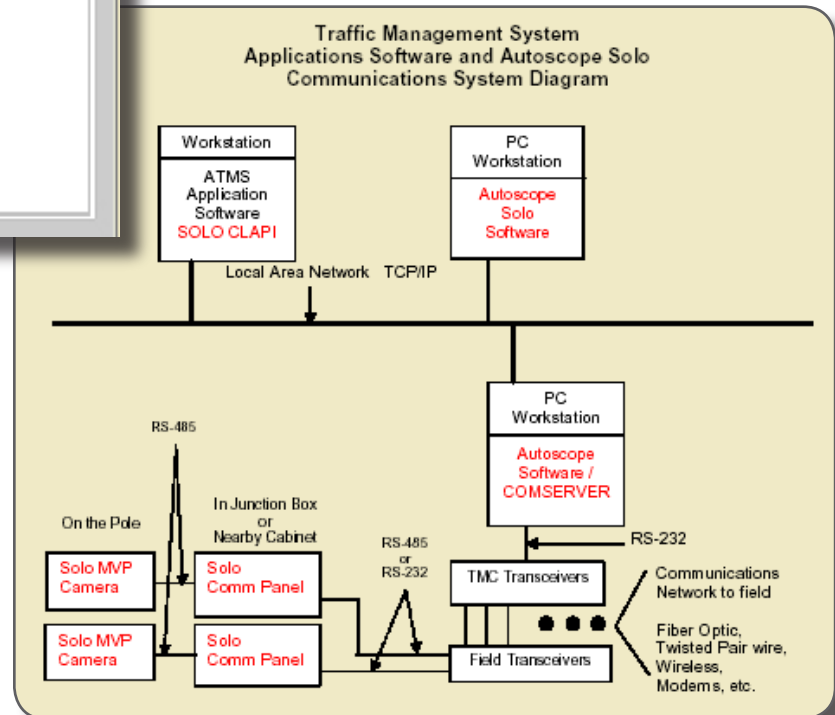 Traffic Management System
Applications Software and Autoscope Solo
Communications System Diagram
Workstation
ATMS
Application
Software
SOLO CLAPI
PC
Workstation
Autoscope
Solo
Software
Local Area Network TCP/IP
PC
Workstation
Autoscope
Software /
COMSERVER
RS-485
On the Pole
In Junction Box
or
Nearby Cabinet
RS-485
or
RS-232
RS-232
Solo MVP
Camera
Solo
Comm Panel
TMC Transceivers
Communications
Network to field
Solo MVP
Camera
Solo
Comm Panel
Field Transceivers
Fiber Optic,
Twisted Pair wire,
Wireless,
Modems, etc.